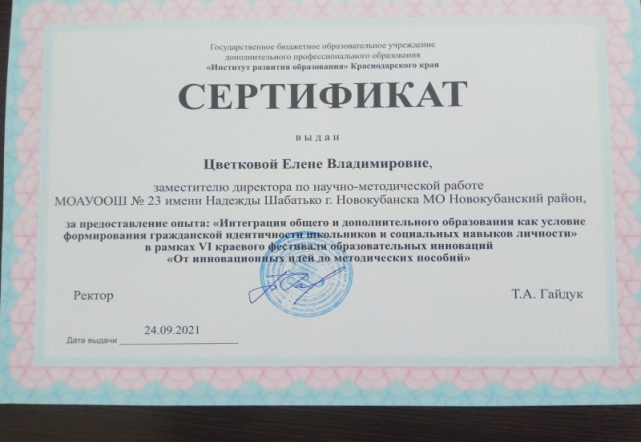 Государственное бюджетное образовательное учреждение
дополнительного профессионального образования
«Институт развития образования» Краснодарского края
СЕРТИФИКАТ
выдан
Цветковой Елене Владимировне,
заместителю директора по научно-методической работе
МОАУООШ № 23 имени Надежды Шабатько г. Новокубанска МО Новокубанский район,
за предоставление опыта: «Интеграция общего и дополнительного образования как условие
формирования гражданской идентичности школьников и социальных навыков личности»
в рамках VI краевого фестиваля образовательных инноваций
«От инновационных идей до методических пособий»
Ректор
Т.А. Гайдук
24.09.2021
Дата выдачи